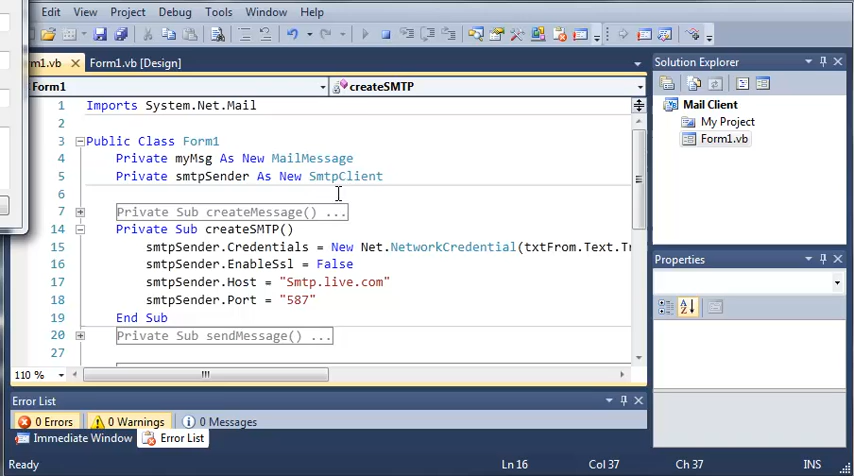 Edit View Project Debug Tools Window Help
Form1.vb [Design]
Form1 createSMTP
1 Imports System.Net.Mail
2
3 Public Class Form1
4 Private myMsg As New MailMessage
5 Private smtpSender As New SmtpClient
6
7 Private Sub createMessage() ...
14 Private Sub createSMTP()
15 smtpSender.Credentials = New Net.NetworkCredential(txtFrom.Text.Tr
16 smtpSender.EnableSsl = False
17 smtpSender.Host = "Smtp.live.com"
18 smtpSender.Port = "587"
19 End Sub
20 Private Sub sendMessage() ...
27
110 %
Solution Explorer
Mail Client
My Project
Form1.vb
Properties
Error List
0 Errors 0 Warnings 0 Messages
Immediate Window Error List
Ready Ln 16 Col 37 Ch 37 INS